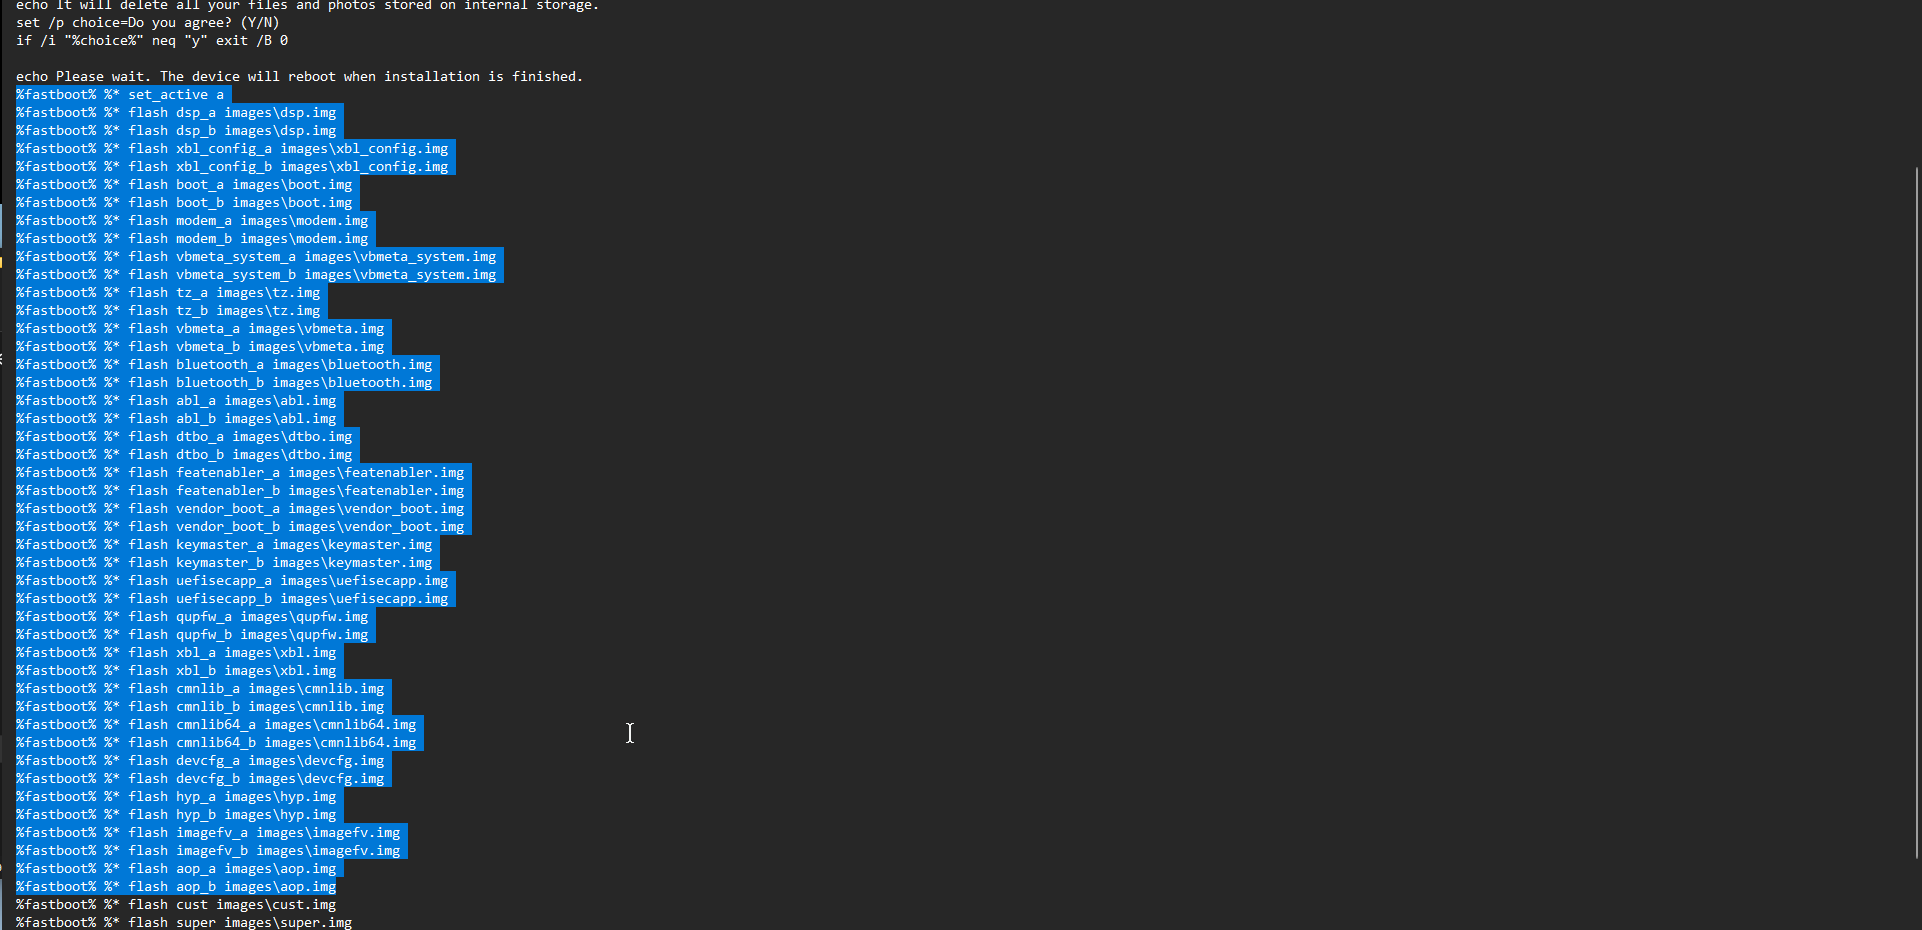 echo It will delete all your files and photos stored on internal storage.
set /p choice=Do you agree? (Y/N)
if /i "%choice%" neq "y" exit /B 0
echo Please wait. The device will reboot when installation is finished.
%fastboot% %* set_active a
%fastboot% %* flash dsp_a images\dsp.img
%fastboot% %* flash dsp_b images\dsp.img
%fastboot% %* flash xbl_config_a images\xbl_config.img
%fastboot% %* flash xbl_config_b images\xbl_config.img
%fastboot% %* flash boot_a images\boot.img
%fastboot% %* flash boot_b images\boot.img
%fastboot% %* flash modem_a images\modem.img
%fastboot% %* flash modem_b images\modem.img
%fastboot% %* flash vbmeta_system_a images\vbmeta_system.img
%fastboot% %* flash vbmeta_system_b images\vbmeta_system.img
%fastboot% %* flash tz_a images\tz.img
%fastboot% %* flash tz_b images\tz.img
%fastboot% %* flash vbmeta_a images\vbmeta.img
%fastboot% %* flash vbmeta_b images\vbmeta.img
%fastboot% %* flash bluetooth_a images\bluetooth.img
%fastboot% %* flash bluetooth_b images\bluetooth.img
%fastboot% %* flash abl_a images\abl.img
%fastboot% %* flash abl_b images\abl.img
%fastboot% %* flash dtbo_a images\dtbo.img
%fastboot% %* flash dtbo_b images\dtbo.img
%fastboot% %* flash featenabler_a images\featenabler.img
%fastboot% %* flash featenabler_b images\featenabler.img
%fastboot% %* flash vendor_boot_a images\vendor_boot.img
%fastboot% %* flash vendor_boot_b images\vendor_boot.img
%fastboot% %* flash keymaster_a images\keymaster.img
%fastboot% %* flash keymaster_b images\keymaster.img
%fastboot% %* flash uefisecapp_a images\uefisecapp.img
%fastboot% %* flash uefisecapp_b images\uefisecapp.img
%fastboot% %* flash qupfw_a images\qupfw.img
%fastboot% %* flash qupfw_b images\qupfw.img
%fastboot% %* flash xbl_a images\xbl.img
%fastboot% %* flash xbl_b images\xbl.img
%fastboot% %* flash cmnlib_a images\cmnlib.img
%fastboot% %* flash cmnlib_b images\cmnlib.img
%fastboot% %* flash cmnlib64_a images\cmnlib64.img
%fastboot% %* flash cmnlib64_b images\cmnlib64.img
%fastboot% %* flash devcfg_a images\devcfg.img
%fastboot% %* flash devcfg_b images\devcfg.img
%fastboot% %* flash hyp_a images\hyp.img
%fastboot% %* flash hyp_b images\hyp.img
%fastboot% %* flash imagefv_a images\imagefv.img
%fastboot% %* flash imagefv_b images\imagefv.img
%fastboot% %* flash aop_a images\aop.img
%fastboot% %* flash aop_b images\aop.img
%fastboot% %* flash cust images\cust.img
%fastboot% %* flash super images\super.img